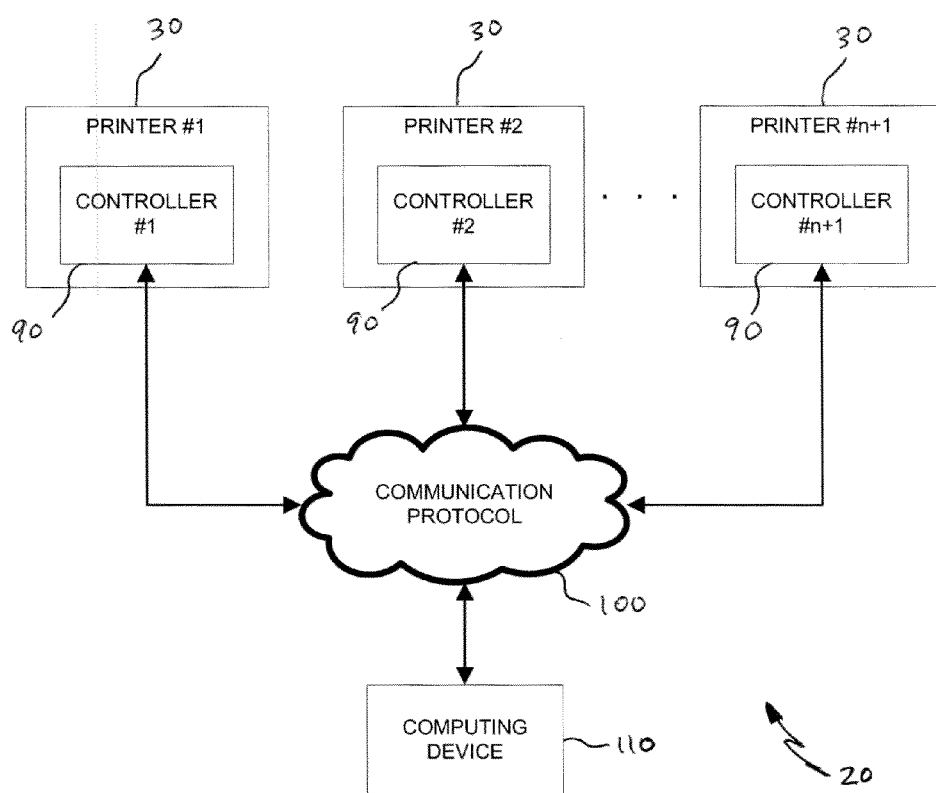 30 30 30
PRINTER #1 PRINTER #2 PRINTER #n+1
CONTROLLER
#1
CONTROLLER
#2
. . .
CONTROLLER
#n+1
90 90 90
COMMUNICATION
PROTOCOL
100
COMPUTING
DEVICE
110
20